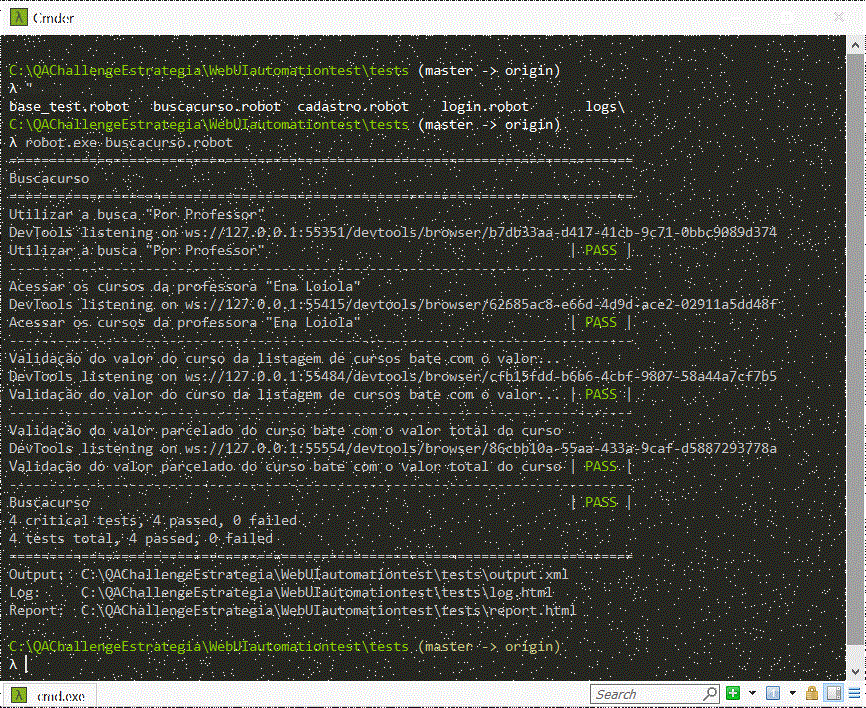 Cmder
C:\QAChallengeEstrategia\WebUIautomationtest\tests (master -> origin)
λ "
base_test.robot buscacurso.robot cadastro.robot login.robot logs\
C:\QAChallengeEstrategia\WebUIautomationtest\tests (master -> origin)
λ robot.exe buscacurso.robot
==============================================================================
Buscacurso
==============================================================================
Utilizar a busca "Por Professor"
DevTools listening on ws://127.0.0.1:55351/devtools/browser/b7db33aa-d417-41cb-9c71-0bbc9089d374
Utilizar a busca "Por Professor" | PASS |
------------------------------------------------------------------------------
Acessar os cursos da professora "Ena Loiola"
DevTools listening on ws://127.0.0.1:55415/devtools/browser/62685ac8-e66d-4d9d-ace2-02911a5dd48f
Acessar os cursos da professora "Ena Loiola" | PASS |
------------------------------------------------------------------------------
Validação do valor do curso da listagem de cursos bate com o valor...
DevTools listening on ws://127.0.0.1:55484/devtools/browser/cfb15fdd-b6b6-4cbf-9807-58a44a7cf7b5
Validação do valor do curso da listagem de cursos bate com o valor... | PASS |
------------------------------------------------------------------------------
Validação do valor parcelado do curso bate com o valor total do curso
DevTools listening on ws://127.0.0.1:55554/devtools/browser/86cbb10a-55aa-433a-9caf-d5887293778a
Validação do valor parcelado do curso bate com o valor total do curso | PASS |
------------------------------------------------------------------------------
Buscacurso | PASS |
4 critical tests, 4 passed, 0 failed
4 tests total, 4 passed, 0 failed
==============================================================================
Output: C:\QAChallengeEstrategia\WebUIautomationtest\tests\output.xml
Log: C:\QAChallengeEstrategia\WebUIautomationtest\tests\log.html
Report: C:\QAChallengeEstrategia\WebUIautomationtest\tests\report.html
C:\QAChallengeEstrategia\WebUIautomationtest\tests (master -> origin)
λ
cmd.exe Search